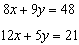 8x + 9y = 48
12x + 5y = 21